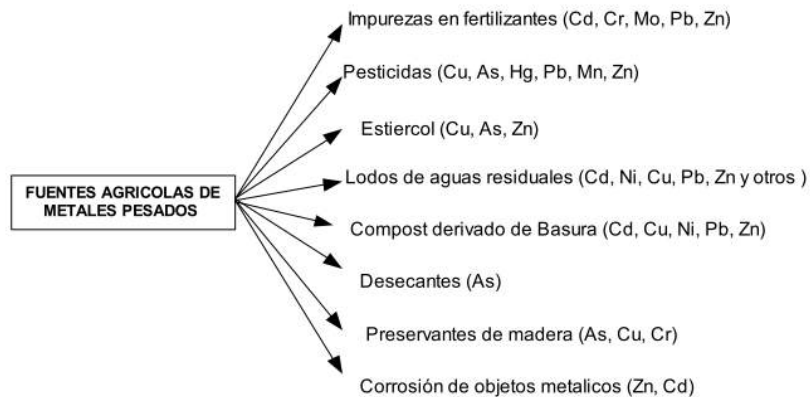 Impurezas en fertilizantes (Cd, Cr, Mo, Pb, Zn)
Pesticidas (Cu, As, Hg, Pb, Mn, Zn)
Estiercol (Cu, As, Zn)
FUENTES AGRICOLAS DE
METALES PESADOS
Lodos de aguas residuales (Cd, Ni, Cu, Pb, Zn y otros )
Compost derivado de Basura (Cd, Cu, Ni, Pb, Zn)
Desecantes (As)
Preservantes de madera (As, Cu, Cr)
Corrosión de objetos metalicos (Zn, Cd)